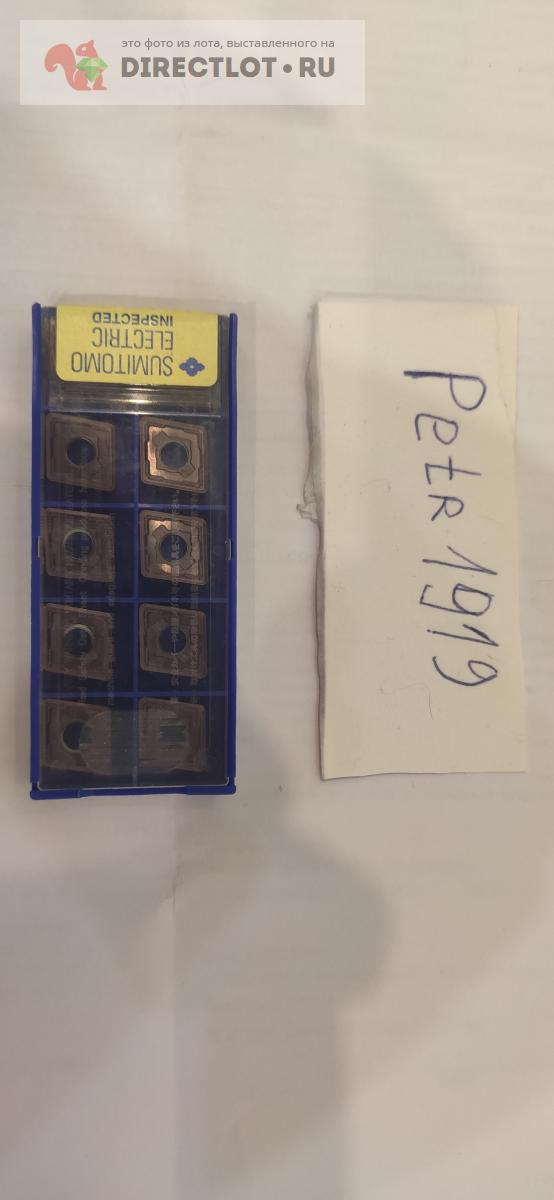 это фото из лота, выставленного на
DIRECTLOT.RU
SUMITOMO
ELECTRIC
INSPECTED
Petr 1919